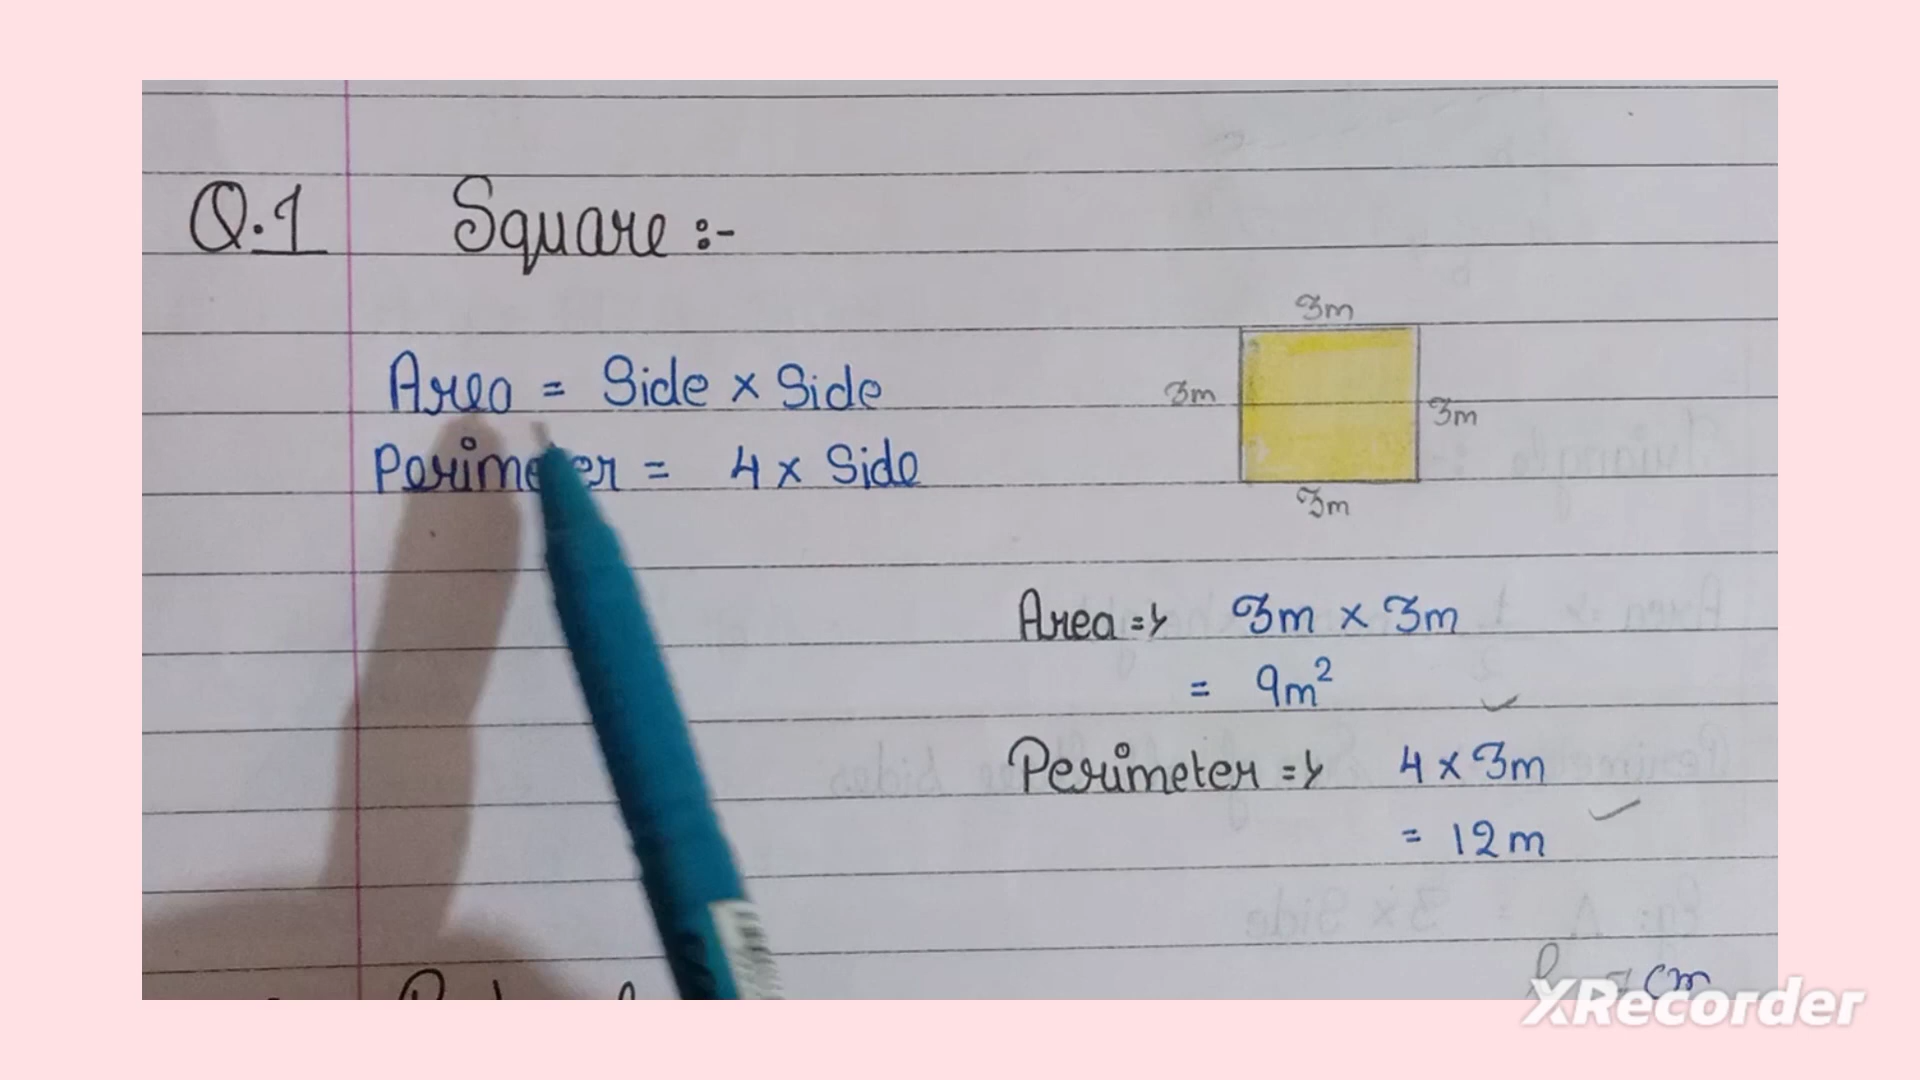 Q.1 Square :-
3m
Area = Side × Side
3m
3m
Perimeter = 4 × Side
3m
Area => 3m × 3m
= 9m²
Perimeter => 4 × 3m
= 12m
cm
XRecorder